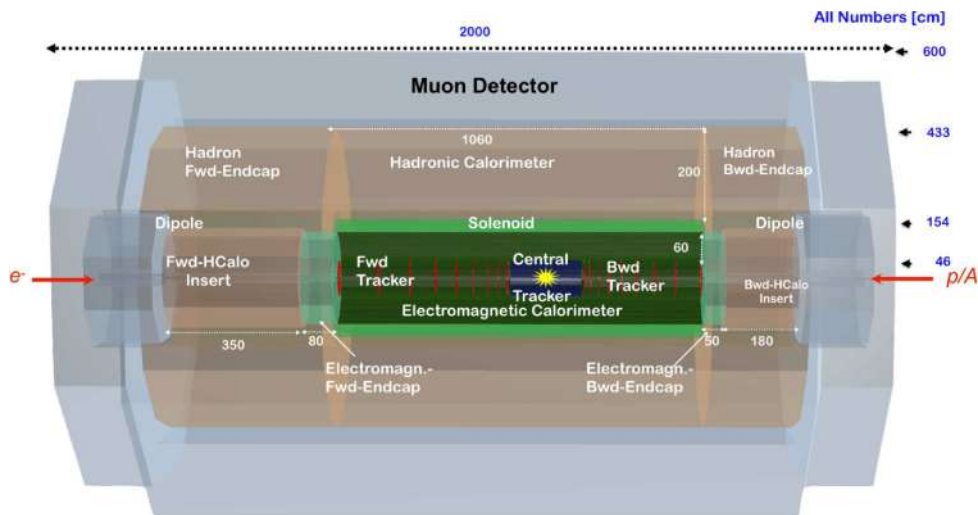 All Numbers [cm]
2000
600
Muon Detector
433
1060
Hadron
Fwd-Endcap
Hadronic Calorimeter
Hadron
Bwd-Endcap
200
Dipole
Solenoid
Dipole
154
60
46
e-
Fwd-HCalo
Insert
Fwd
Tracker
Central
Tracker
Bwd
Tracker
Bwd-HCalo
Insert
p/A
Electromagnetic Calorimeter
350
80
50
180
Electromagn.-
Fwd-Endcap
Electromagn.-
Bwd-Endcap